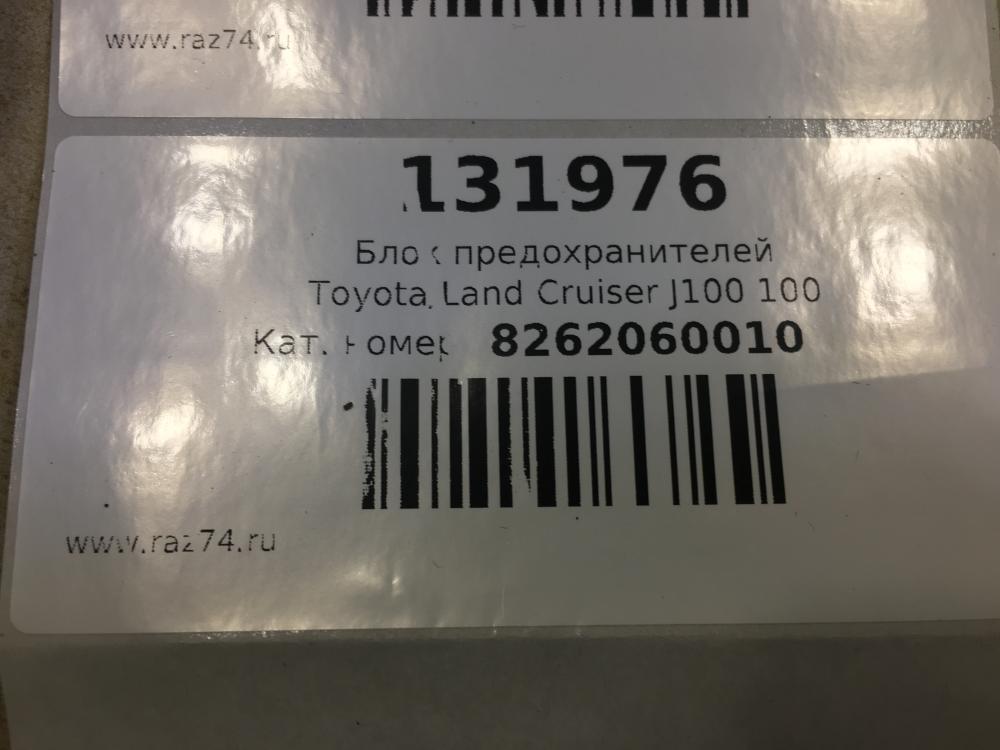 www.raz74.ru
131976
Блок предохранителей
Toyota, Land Cruiser J100 100
Кат. номер 8262060010
www.raz74.ru